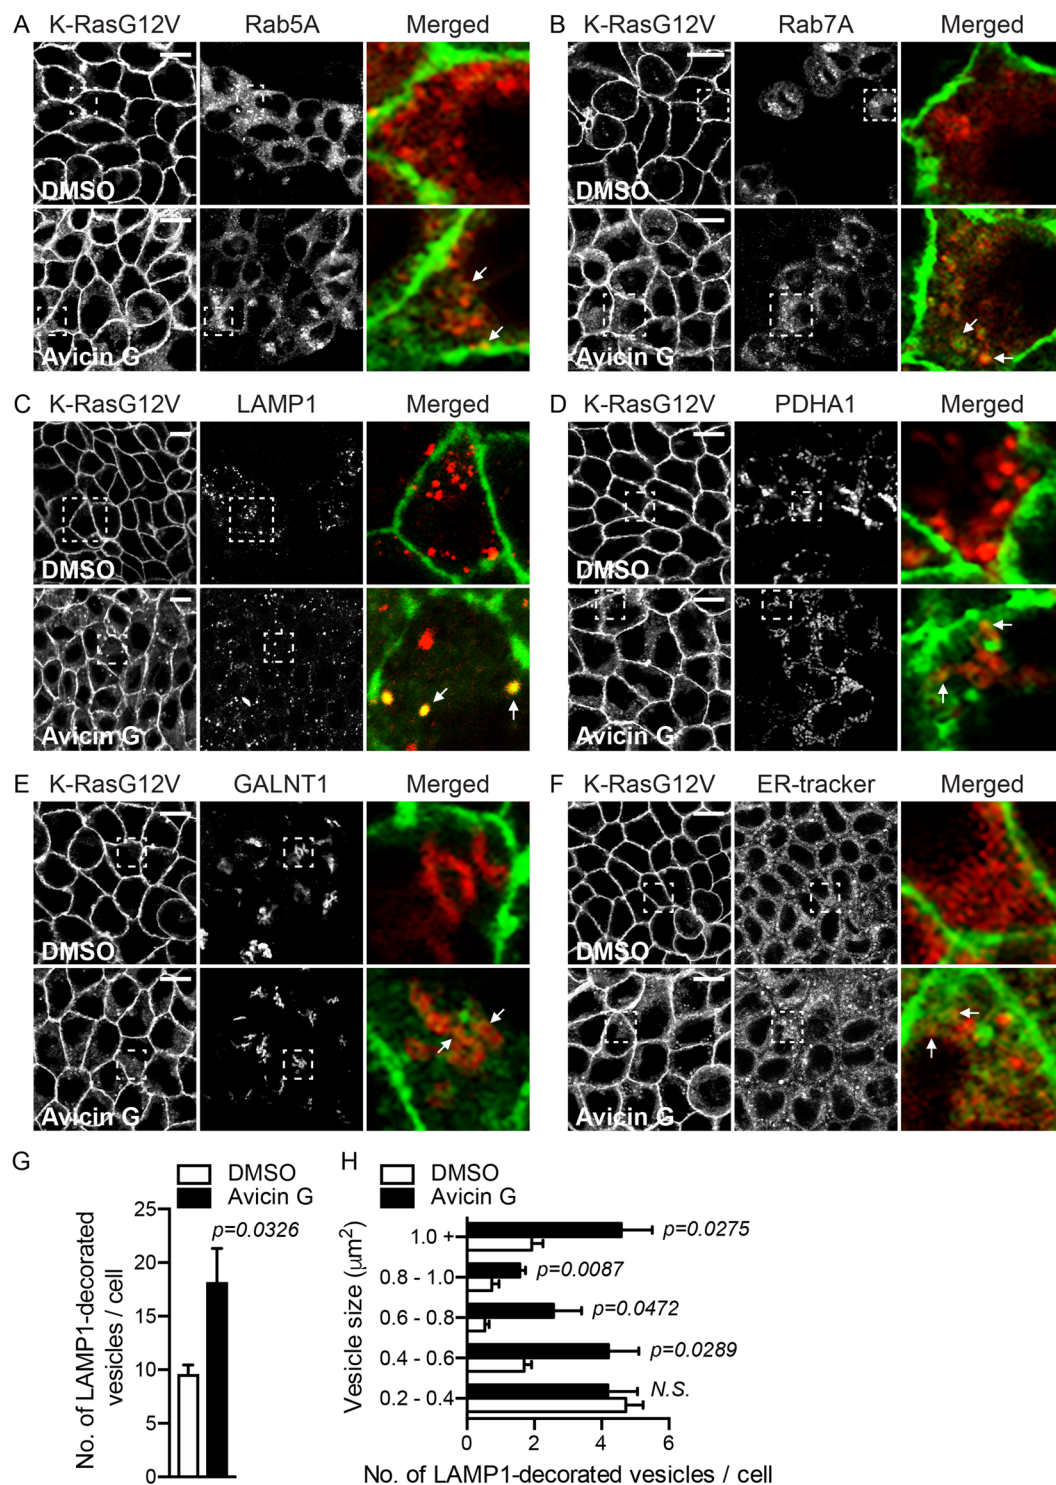 A K-RasG12V Rab5A Merged
DMSO
Avicin G
B K-RasG12V Rab7A Merged
DMSO
Avicin G
C K-RasG12V LAMP1 Merged
DMSO
Avicin G
D K-RasG12V PDHA1 Merged
DMSO
Avicin G
E K-RasG12V GALNT1 Merged
DMSO
Avicin G
F K-RasG12V ER-tracker Merged
DMSO
Avicin G
G
DMSO
Avicin G
No. of LAMP1-decorated
vesicles / cell
25
20
15
10
5
0
p=0.0326
H
DMSO
Avicin G
Vesicle size (µm²)
1.0 +
p=0.0275
0.8 - 1.0
p=0.0087
0.6 - 0.8
p=0.0472
0.4 - 0.6
p=0.0289
0.2 - 0.4
N.S.
0 2 4 6
No. of LAMP1-decorated vesicles / cell